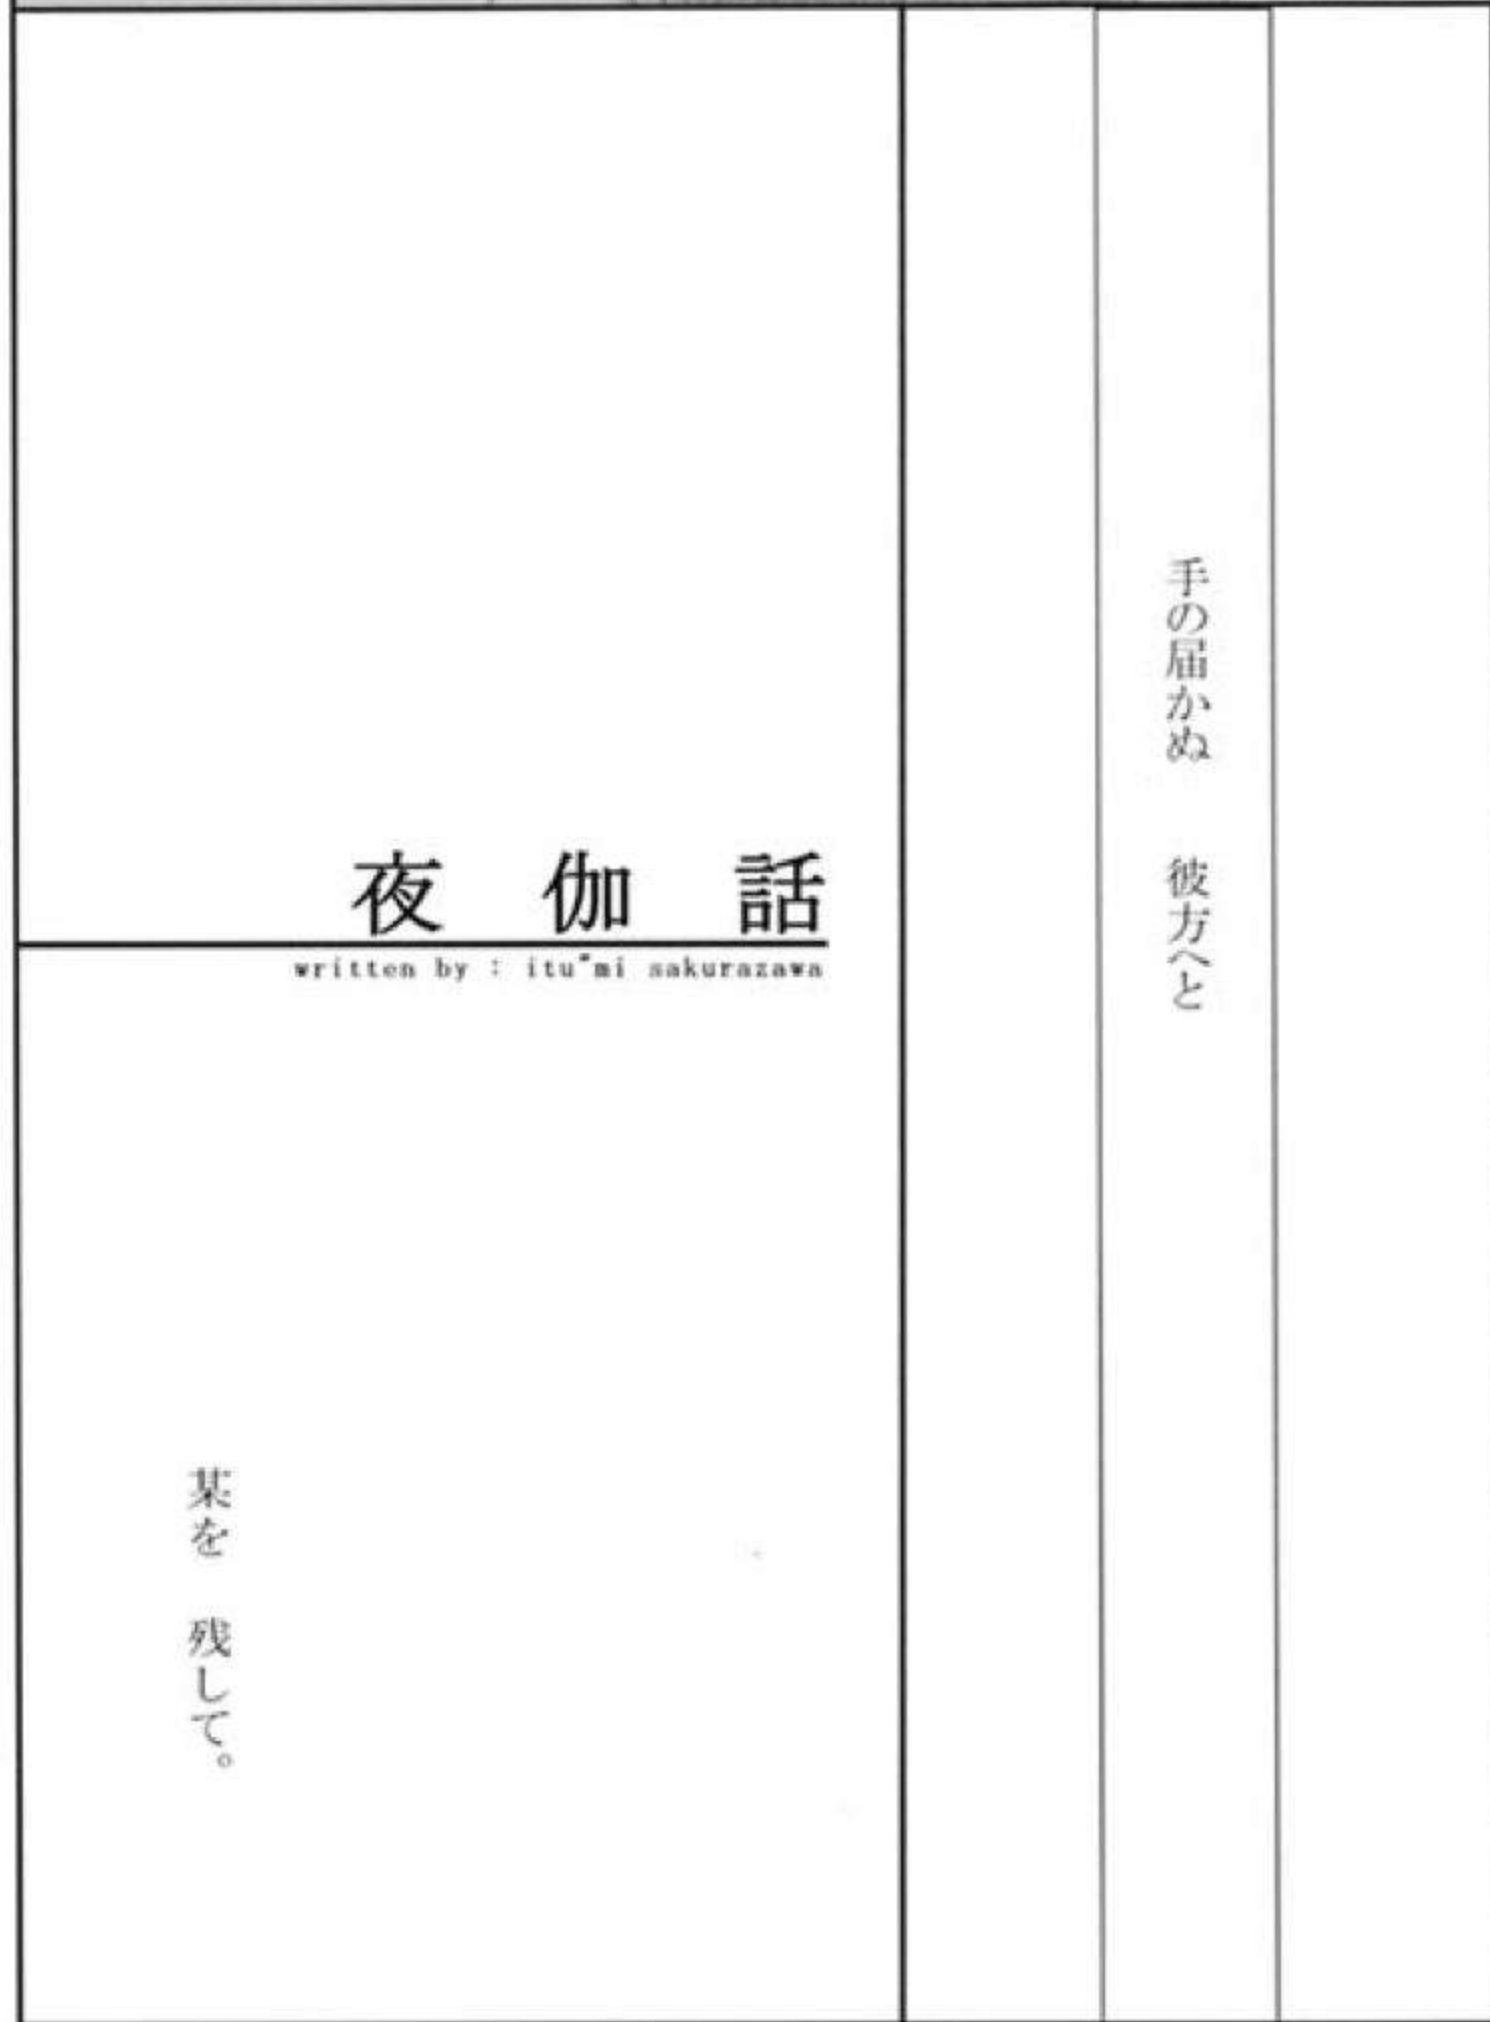 手の届かぬ　彼方へと
夜　伽　話
written by : itu"mi sakurazawa
某を　残して。